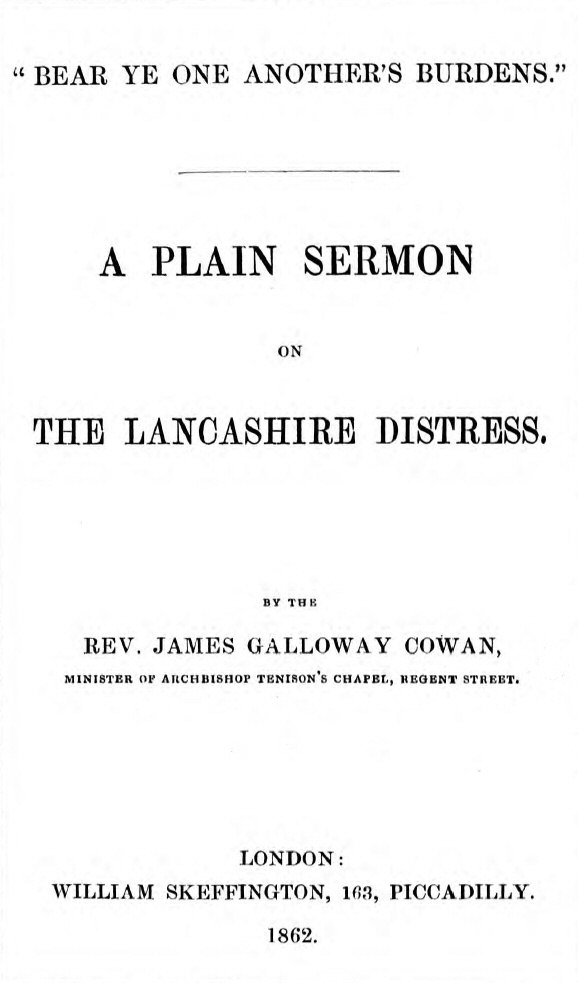 “ BEAR YE ONE ANOTHER’S BURDENS.”
A PLAIN SERMON
ON
THE LANCASHIRE DISTRESS.
BY THE
REV. JAMES GALLOWAY COWAN,
MINISTER OF ARCHBISHOP TENISON’S CHAPEL, REGENT STREET.
LONDON:
WILLIAM SKEFFINGTON, 163, PICCADILLY.
1862.